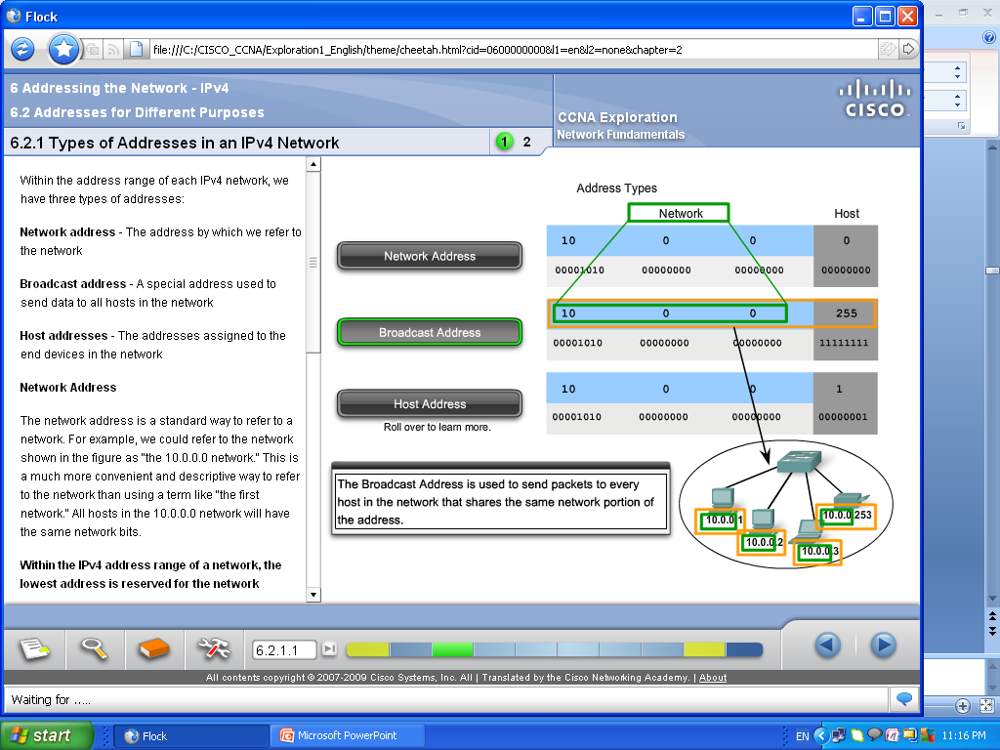 Flock
file:///C:/CISCO_CCNA/Exploration1_English/theme/cheetah.html?cid=0600000000&l1=en&l2=none&chapter=2
6 Addressing the Network - IPv4
6.2 Addresses for Different Purposes
CCNA Exploration
Network Fundamentals
CISCO
6.2.1 Types of Addresses in an IPv4 Network
1 2
Within the address range of each IPv4 network, we
have three types of addresses:
Network address - The address by which we refer to
the network
Broadcast address - A special address used to
send data to all hosts in the network
Host addresses - The addresses assigned to the
end devices in the network
Network Address
The network address is a standard way to refer to a
network. For example, we could refer to the network
shown in the figure as "the 10.0.0.0 network." This is
a much more convenient and descriptive way to refer
to the network than using a term like "the first
network." All hosts in the 10.0.0.0 network will have
the same network bits.
Within the IPv4 address range of a network, the
lowest address is reserved for the network
Address Types
Network Host
Network Address
10 0 0 0
00001010 00000000 00000000 00000000
Broadcast Address
10 0 0 255
00001010 00000000 00000000 11111111
Host Address
10 0 0 1
00001010 00000000 00000000 00000001
Roll over to learn more.
The Broadcast Address is used to send packets to every
host in the network that shares the same network portion of
the address.
10.0.0.1
10.0.0.2
10.0.0.3
10.0.0.253
6.2.1.1
All contents copyright © 2007-2009 Cisco Systems, Inc. All | Translated by the Cisco Networking Academy. | About
Waiting for .....
start
Flock
Microsoft PowerPoint
EN
11:16 PM